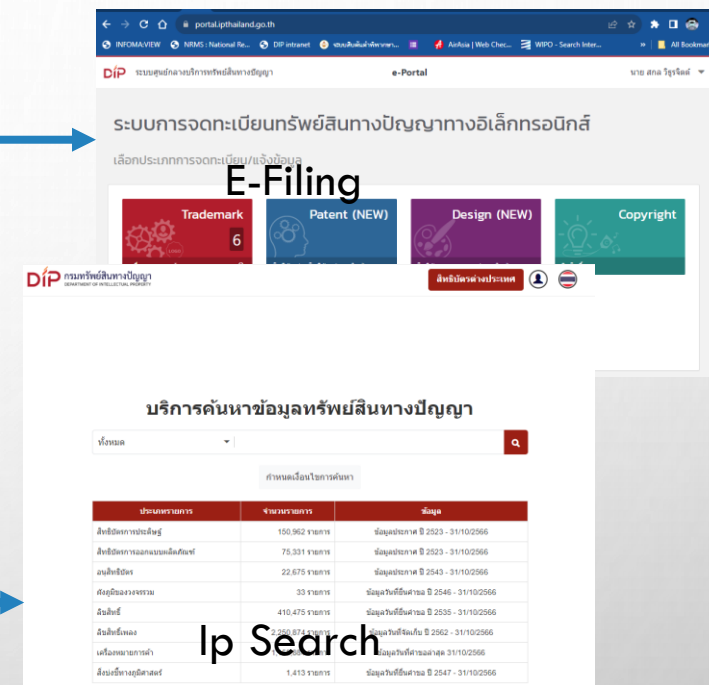 portal.ipthailand.go.th
INFOMA:VIEW NRMS : National Re... DIP intranet ระบบสืบค้นคำพิพากษา... AirAsia | Web Chec... WIPO - Search Inter... » All Bookmar
DIP ระบบศูนย์กลางบริการทรัพย์สินทางปัญญา e-Portal นาย สกล
ระบบการจดทะเบียนทรัพย์สินทางปัญญาทางอิเล็กทรอนิกส์
เลือกประเภทการจดทะเบียน/แจ้งข้อมูล
E-Filing
Trademark Patent (NEW) Design (NEW) Copyright
6
DIP กรมทรัพย์สินทางปัญญา สิทธิบัตรต่างประเทศ
DEPARTMENT OF INTELLECTUAL PROPERTY
บริการค้นหาข้อมูลทรัพย์สินทางปัญญา
ทั้งหมด
กำหนดเงื่อนไขการค้นหา
ประเภทรายการ จำนวนรายการ ข้อมูล
สิทธิบัตรการประดิษฐ์ 150,962 รายการ ข้อมูลประกาศ ปี 2523 - 31/10/2566
สิทธิบัตรการออกแบบผลิตภัณฑ์ 75,331 รายการ ข้อมูลประกาศ ปี 2523 - 31/10/2566
อนุสิทธิบัตร 22,675 รายการ ข้อมูลประกาศ ปี 2543 - 31/10/2566
ผังภูมิของวงจรรวม 33 รายการ ข้อมูลวันที่ยื่นคำขอ ปี 2546 - 31/10/2566
ลิขสิทธิ์ 410,475 รายการ ข้อมูลวันที่ยื่นคำขอ ปี 2535 - 31/10/2566
ลิขสิทธิ์เพลง 2,250,874 รายการ ข้อมูลวันที่จัดเก็บ ปี 2562 - 31/10/2566
Ip Search
เครื่องหมายการค้า ข้อมูลวันที่คำขอล่าสุด 31/10/2566
สิ่งบ่งชี้ทางภูมิศาสตร์ 1,413 รายการ ข้อมูลวันที่ยื่นคำขอ ปี 2547 - 31/10/2566